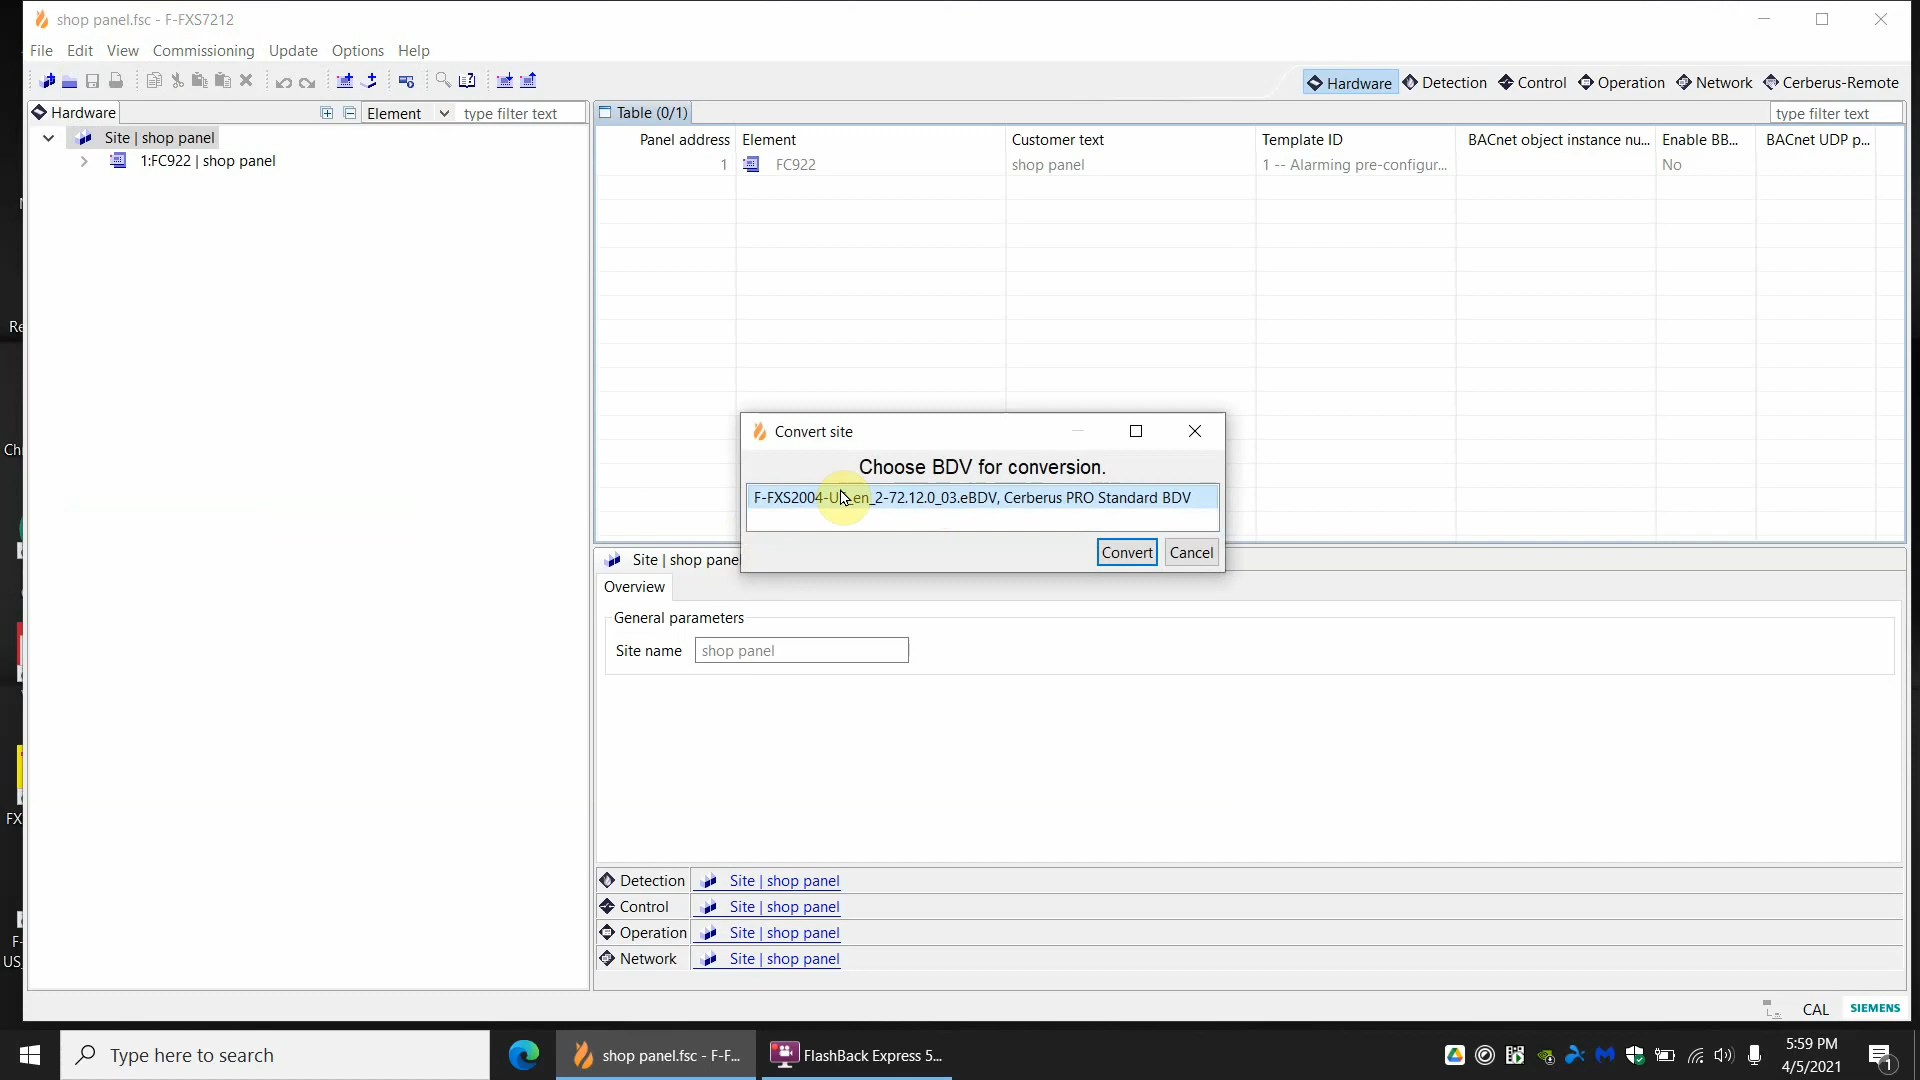 shop panel.fsc - F-FXS7212
File Edit View Commissioning Update Options Help
Hardware Detection Control Operation Network Cerberus-Remote
Hardware Element type filter text
Site | shop panel
1:FC922 | shop panel
Table (0/1) type filter text
Panel address Element Customer text Template ID BACnet object instance nu... Enable BB... BACnet UDP p...
1 FC922 shop panel 1 -- Alarming pre-configur... No
Convert site
Choose BDV for conversion.
F-FXS2004-U en_2-72.12.0_03.eBDV, Cerberus PRO Standard BDV
Convert Cancel
Site | shop pane
Overview
General parameters
Site name shop panel
Detection Site | shop panel
Control Site | shop panel
Operation Site | shop panel
Network Site | shop panel
CAL SIEMENS
Re
Ch
FX
F-
US_
Type here to search
shop panel.fsc - F-F...
FlashBack Express 5...
5:59 PM
4/5/2021
1